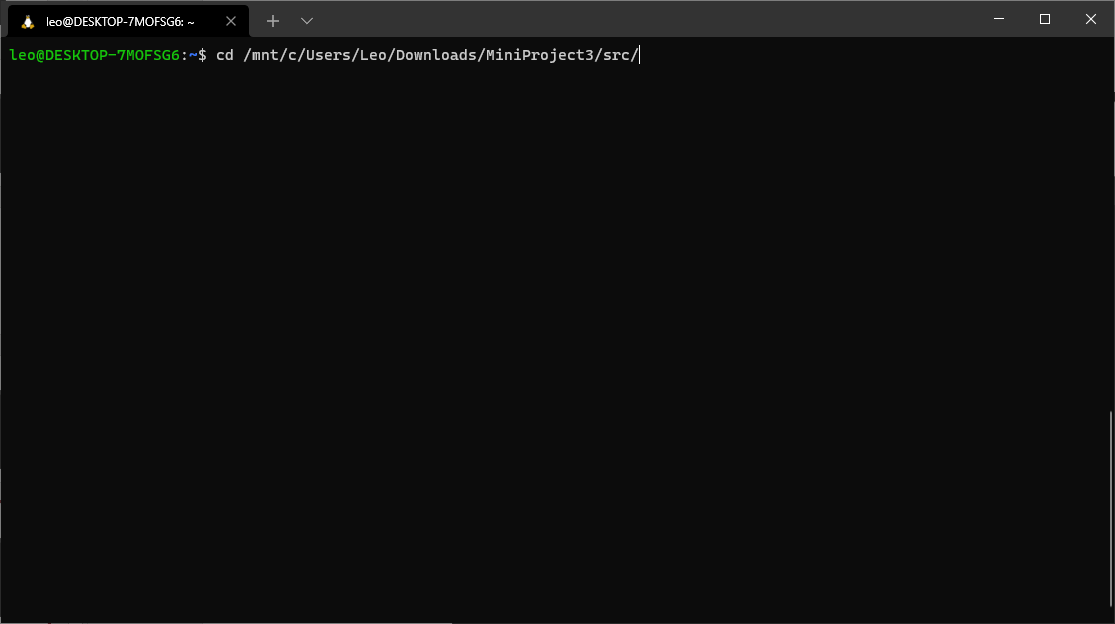 leo@DESKTOP-7MOFSG6: ~
leo@DESKTOP-7MOFSG6:~$ cd /mnt/c/Users/Leo/Downloads/MiniProject3/src/